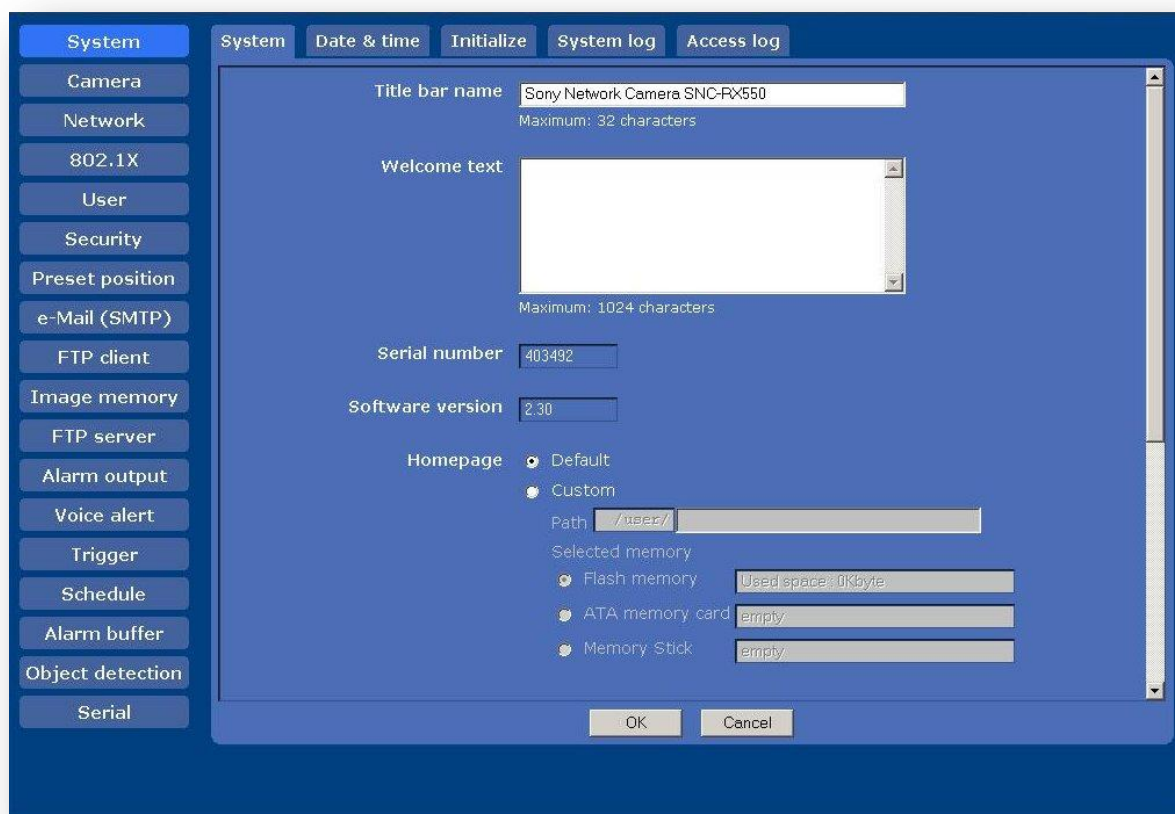 System
Camera
Network
802.1X
User
Security
Preset position
e-Mail (SMTP)
FTP client
Image memory
FTP server
Alarm output
Voice alert
Trigger
Schedule
Alarm buffer
Object detection
Serial
System Date & time Initialize System log Access log
Title bar name Sony Network Camera SNC-RX550
Maximum: 32 characters
Welcome text
Maximum: 1024 characters
Serial number 403492
Software version 2.30
Homepage Default
Custom
Path /user/
Selected memory
Flash memory Used space : 0Kbyte
ATA memory card empty
Memory Stick empty
OK Cancel